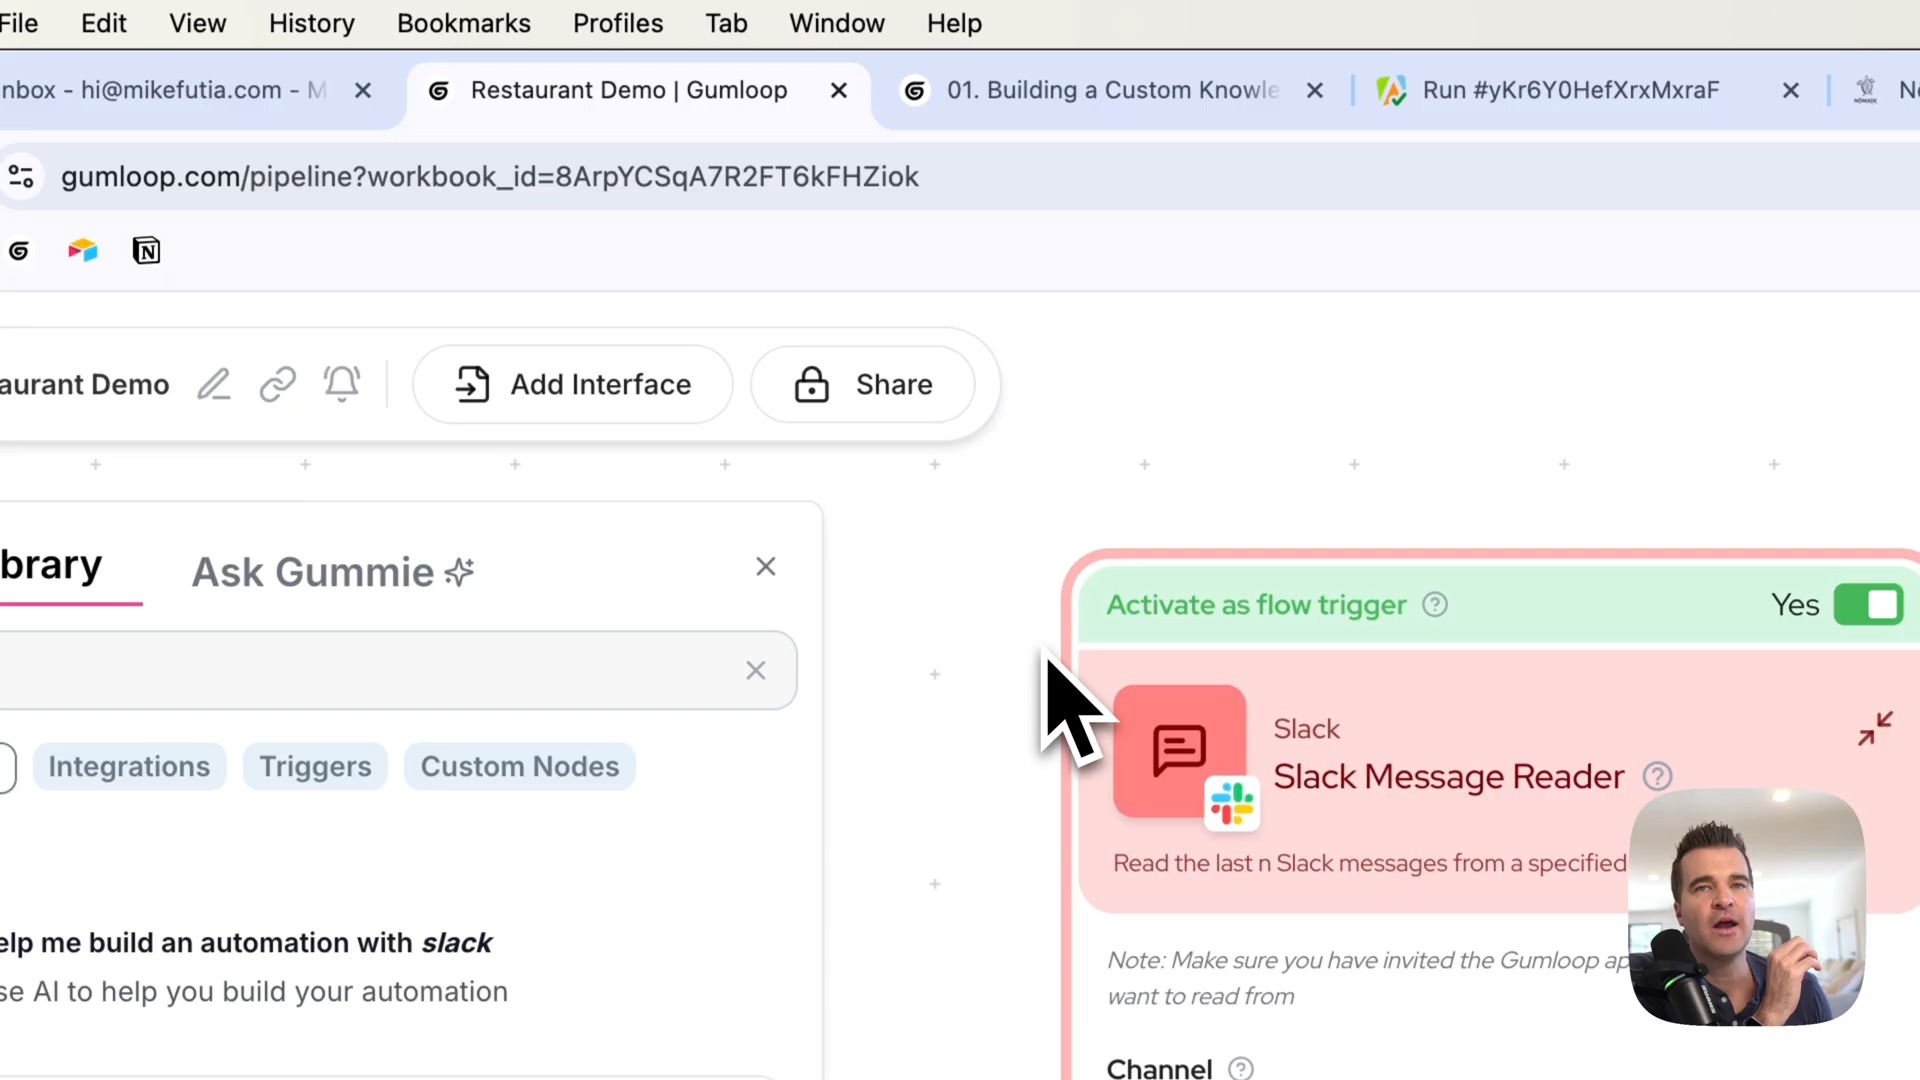 File Edit View History Bookmarks Profiles Tab Window Help
nbox - hi@mikefutia.com - M
Restaurant Demo | Gumloop
01. Building a Custom Knowle
Run #yKr6Y0HefXrxMxraF
NOMADE
No
gumloop.com/pipeline?workbook_id=8ArpYCSqA7R2FT6kFHZiok
aurant Demo
Add Interface
Share
brary
Ask Gummie
Activate as flow trigger
Yes
Slack
Slack Message Reader
Integrations
Triggers
Custom Nodes
Read the last n Slack messages from a specified
elp me build an automation with slack
se AI to help you build your automation
Note: Make sure you have invited the Gumloop ap
want to read from
Channel